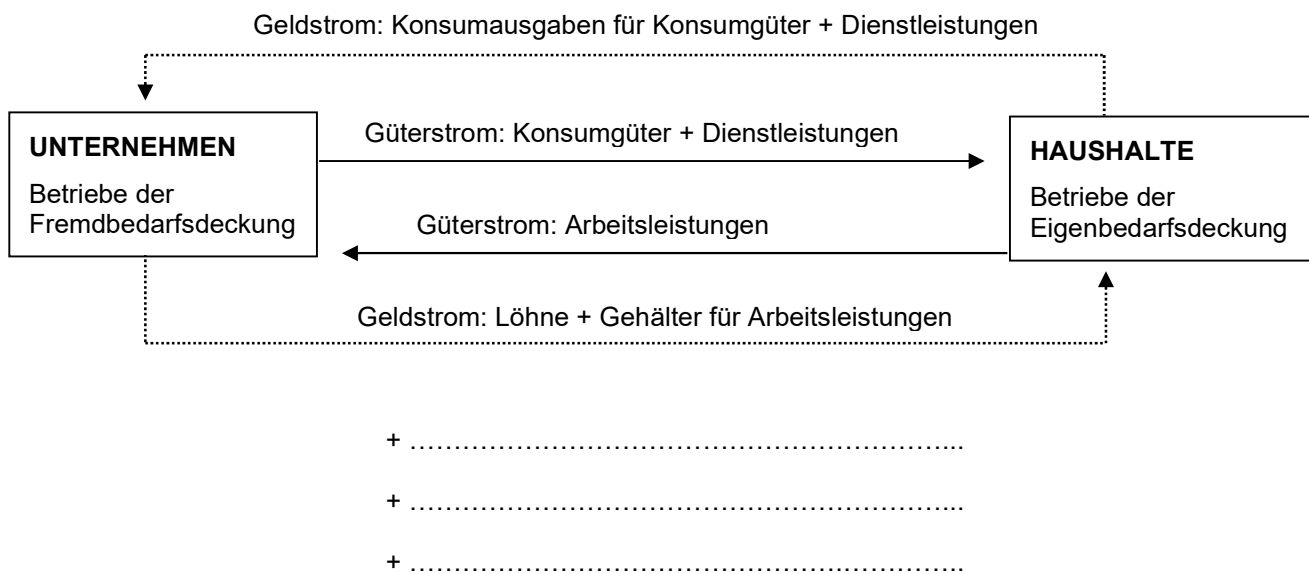 Geldstrom: Konsumausgaben für Konsumgüter + Dienstleistungen
UNTERNEHMEN
Betriebe der
Fremdbedarfsdeckung
Güterstrom: Konsumgüter + Dienstleistungen
Güterstrom: Arbeitsleistungen
HAUSHALTE
Betriebe der
Eigenbedarfsdeckung
Geldstrom: Löhne + Gehälter für Arbeitsleistungen
+ ……………………………………………………...
+ ……………………………………………………...
+ ……………………………………………………..